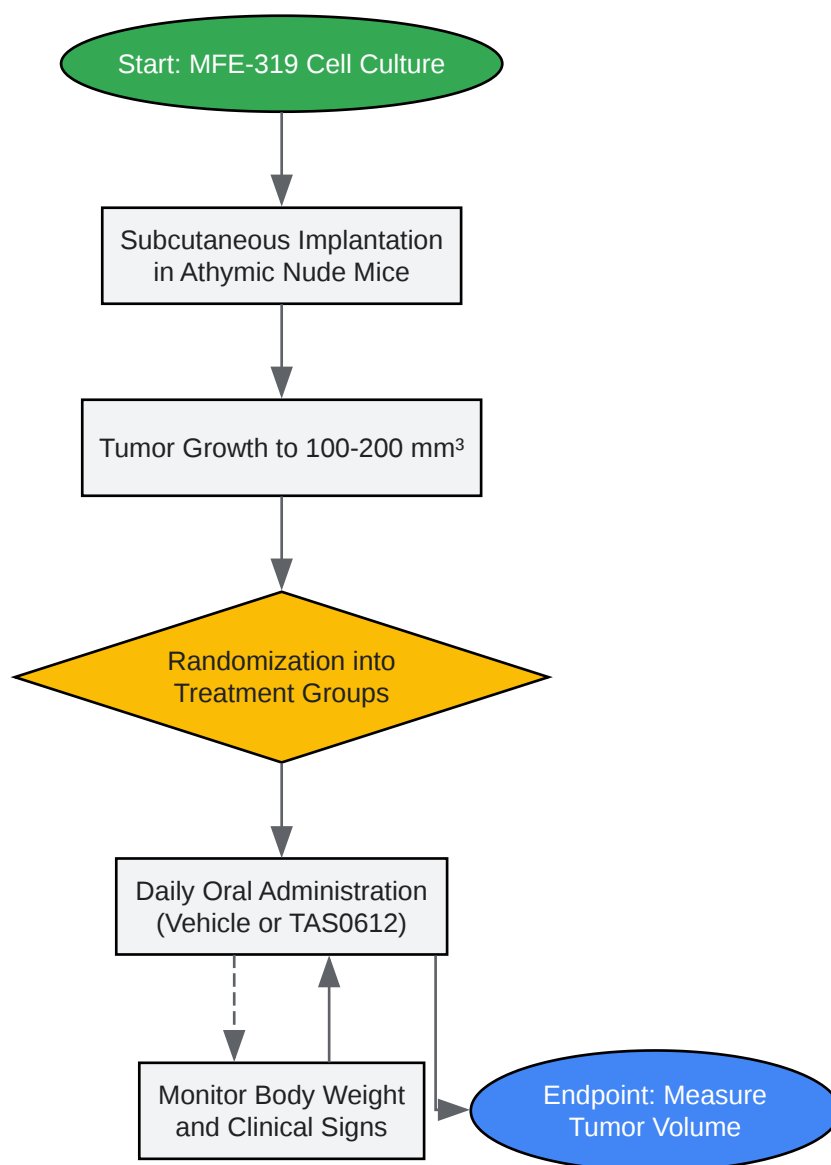 Start: MFE-319 Cell Culture
Subcutaneous Implantation
in Athymic Nude Mice
Tumor Growth to 100-200 mm³
Randomization into
Treatment Groups
Daily Oral Administration
(Vehicle or TAS0612)
Monitor Body Weight
and Clinical Signs
Endpoint: Measure
Tumor Volume